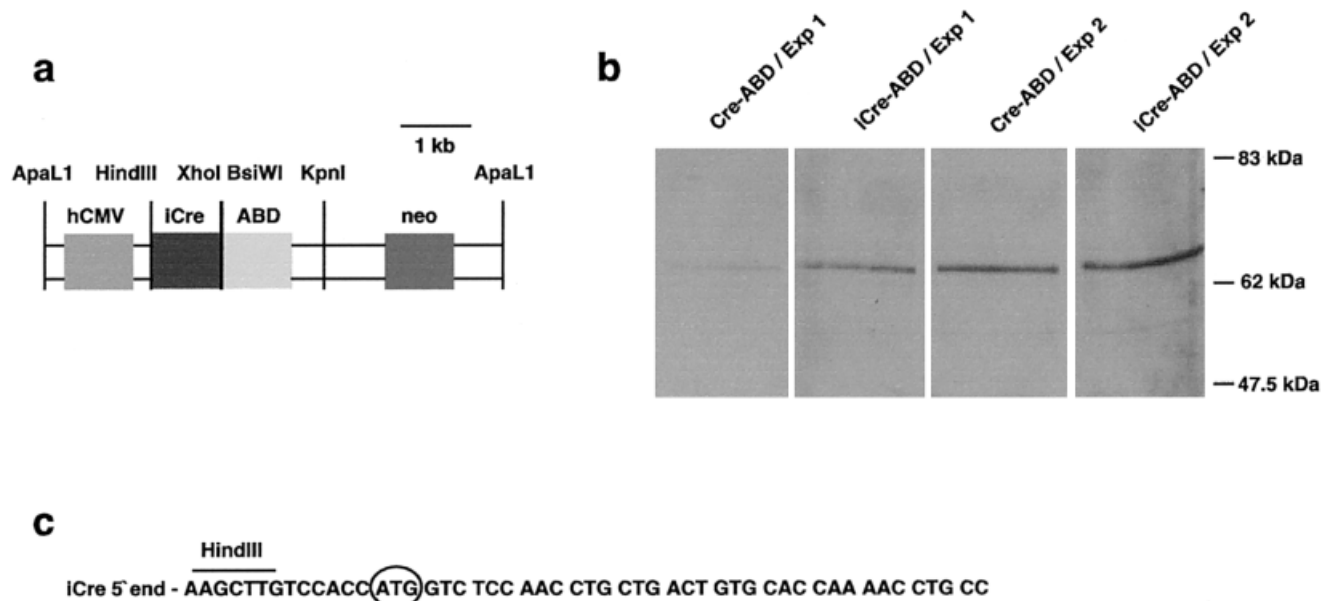 a
1 kb
ApaL1 HindIII XhoI BsiWI KpnI ApaL1
hCMV iCre ABD neo
b
Cre-ABD / Exp 1
ICre-ABD / Exp 1
Cre-ABD / Exp 2
ICre-ABD / Exp 2
83 kDa
62 kDa
47.5 kDa
c
HindIII
iCre 5`end - AAGCTTGTCCACCATGGTC TCC AAC CTG CTG ACT GTG CAC CAA AAC CTG CC